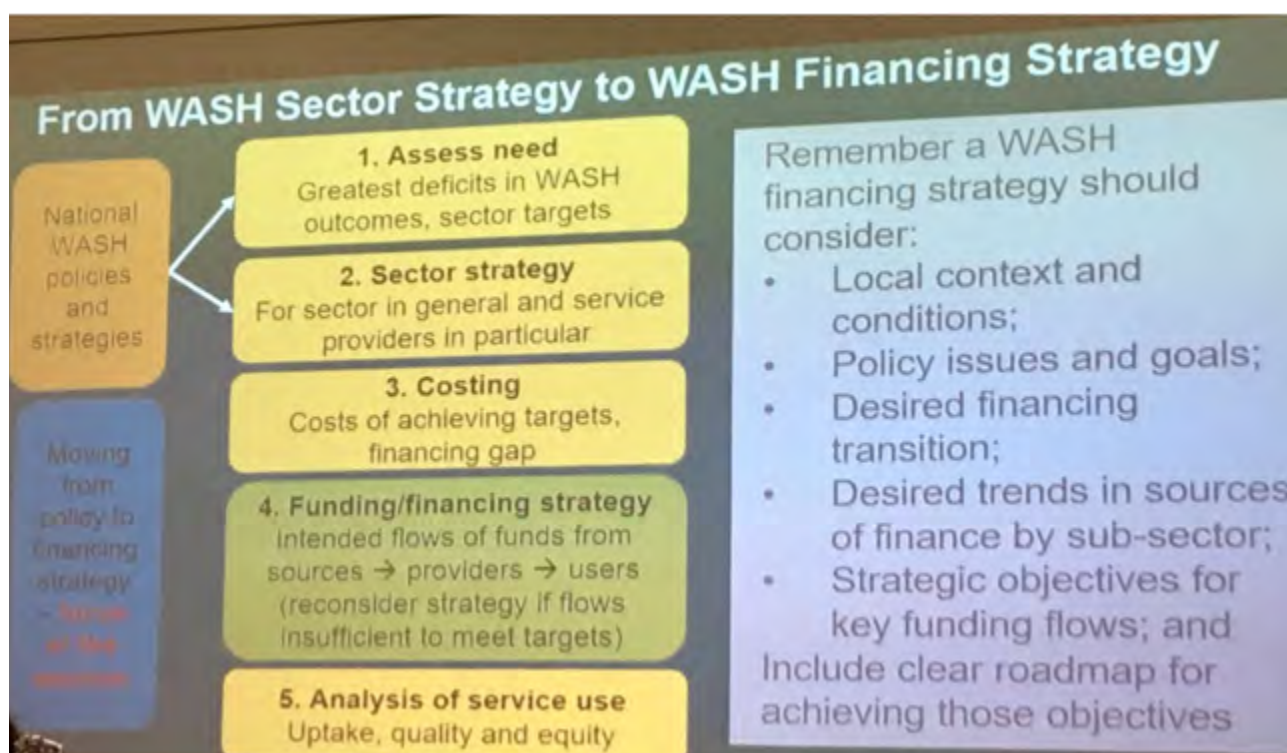 From WASH Sector Strategy to WASH Financing Strategy
National
WASH
policies
and
strategies
Moving
from
policy to
financing
strategy
1. Assess need
Greatest deficits in WASH
outcomes, sector targets
2. Sector strategy
For sector in general and service
providers in particular
3. Costing
Costs of achieving targets,
financing gap
4. Funding/financing strategy
intended flows of funds from
sources → providers → users
(reconsider strategy if flows
insufficient to meet targets)
5. Analysis of service use
Uptake, quality and equity
Remember a WASH
financing strategy should
consider:
• Local context and
conditions;
• Policy issues and goals;
• Desired financing
transition;
• Desired trends in sources
of finance by sub-sector;
• Strategic objectives for
key funding flows; and
Include clear roadmap for
achieving those objectives